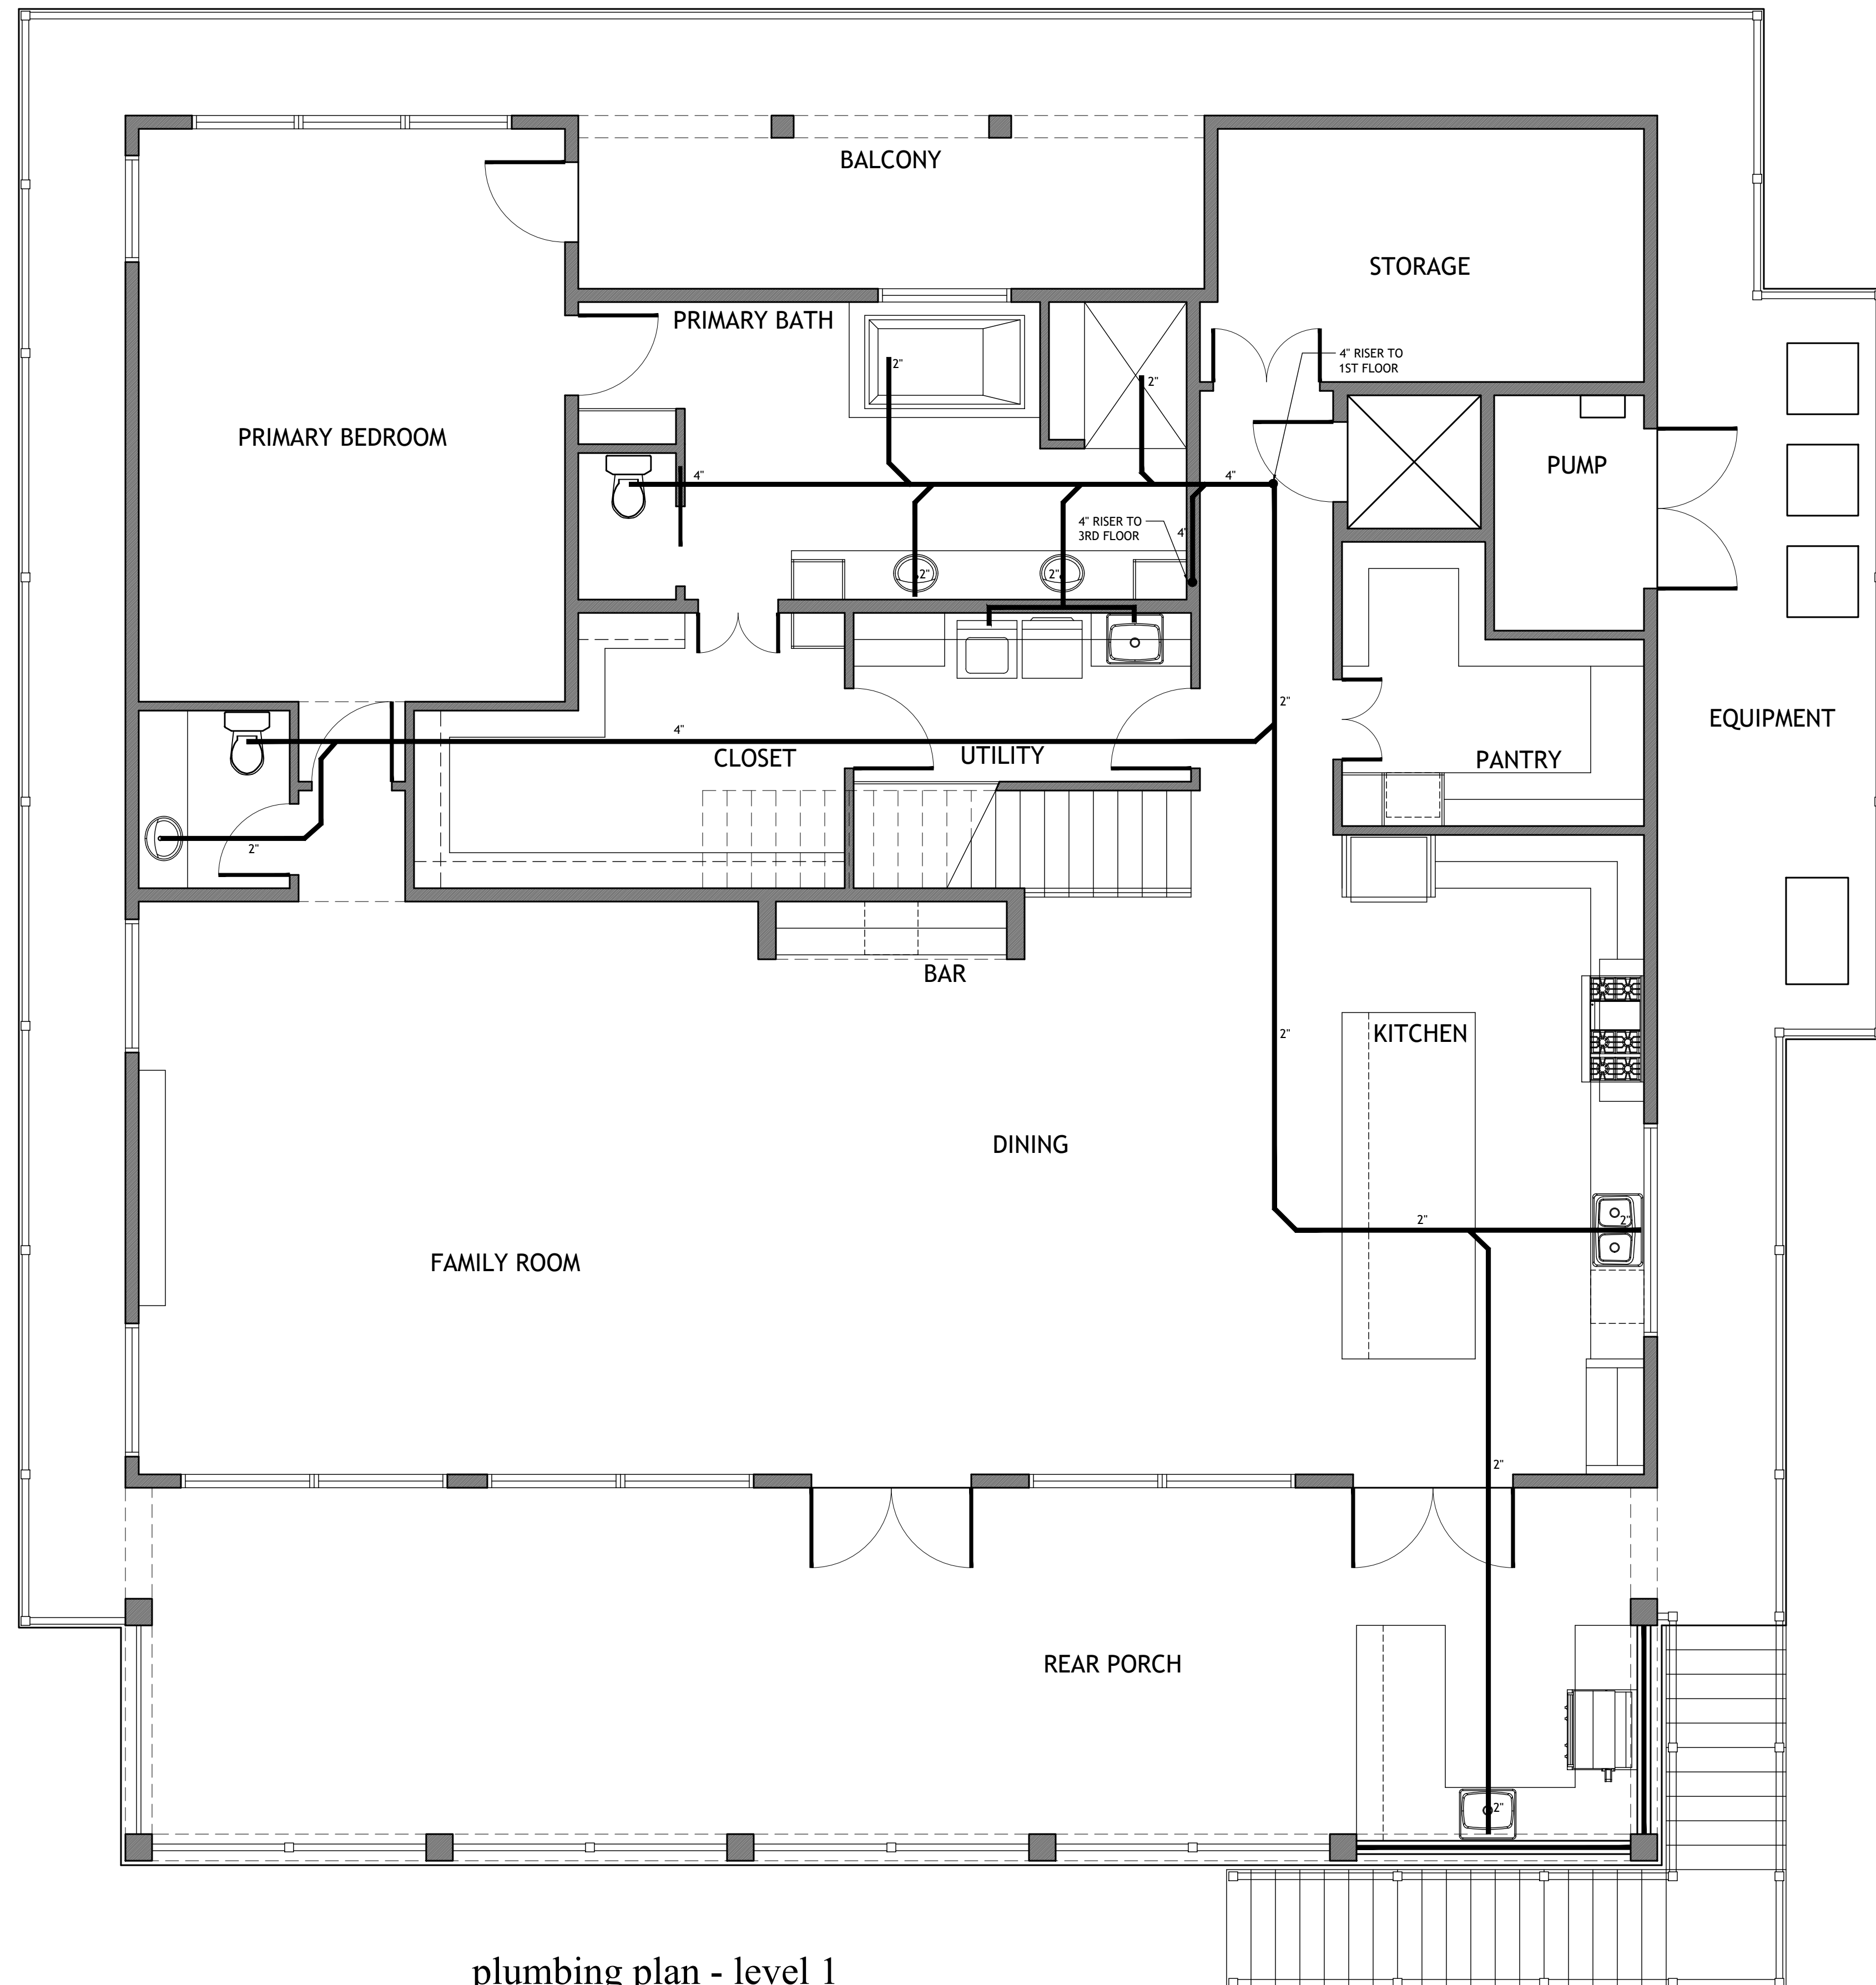 BALCONY
STORAGE
PRIMARY BATH
4" RISER TO
1ST FLOOR
2"
2"
PRIMARY BEDROOM
PUMP
4"
4"
4" RISER TO
3RD FLOOR
4"
2"
2"
2"
EQUIPMENT
4"
CLOSET
UTILITY
PANTRY
2"
BAR
2"
KITCHEN
DINING
2"
2"
FAMILY ROOM
2"
REAR PORCH
2"
plumbing plan - level 1